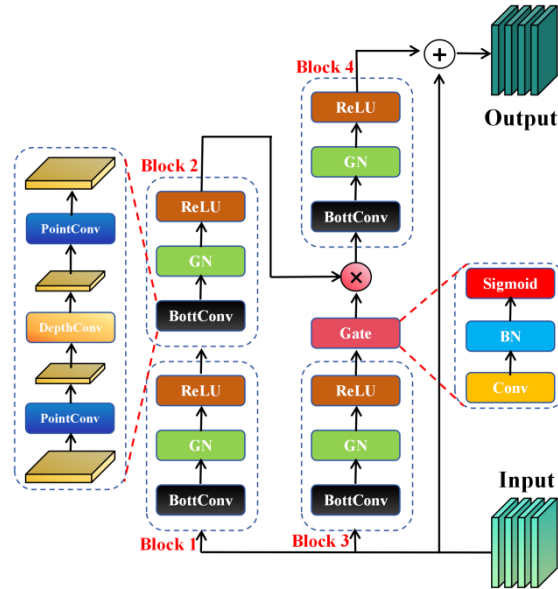 Block 4
ReLU
GN
BottConv
Output
Block 2
ReLU
GN
BottConv
PointConv
DepthConv
PointConv
Gate
Sigmoid
BN
Conv
ReLU
GN
BottConv
Block 1
ReLU
GN
BottConv
Block 3
Input